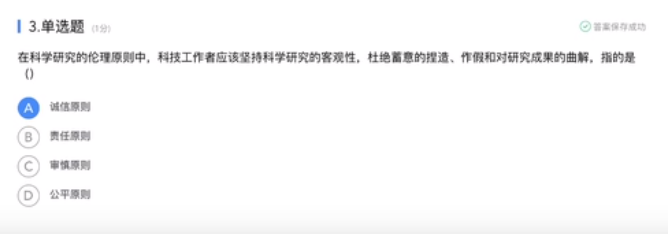 3.单选题 (1分) 答案保存成功
在科学研究的伦理原则中，科技工作者应该坚持科学研究的客观性，杜绝蓄意的捏造、作假和对研究成果的曲解，指的是
()
A 诚信原则
B 责任原则
C 审慎原则
D 公平原则